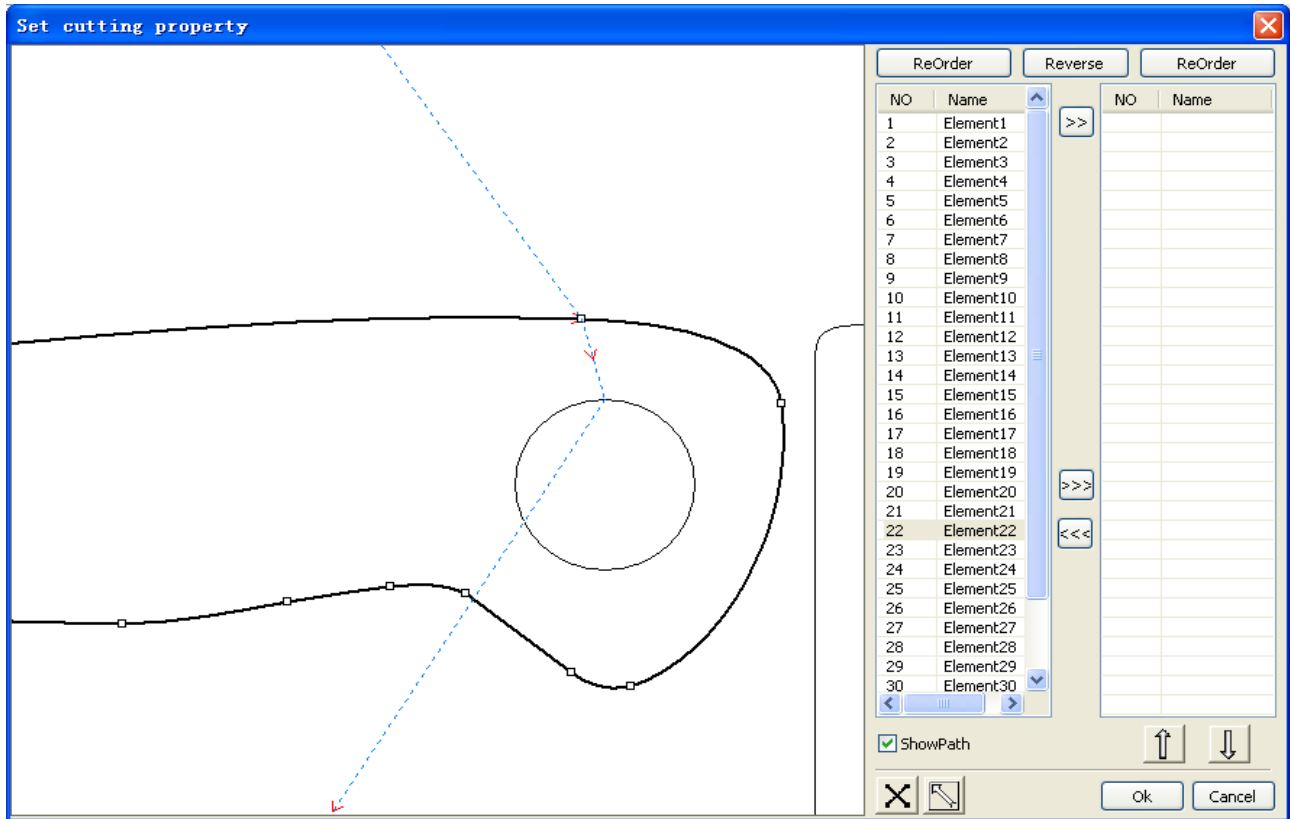 Set cutting property
ReOrder Reverse ReOrder
NO Name NO Name
1 Element1 >>
2 Element2
3 Element3
4 Element4
5 Element5
6 Element6
7 Element7
8 Element8
9 Element9
10 Element10
11 Element11
12 Element12
13 Element13
14 Element14
15 Element15
16 Element16
17 Element17
18 Element18
19 Element19
20 Element20 >>>
21 Element21
22 Element22 <<<
23 Element23
24 Element24
25 Element25
26 Element26
27 Element27
28 Element28
29 Element29
30 Element30
ShowPath
Ok Cancel